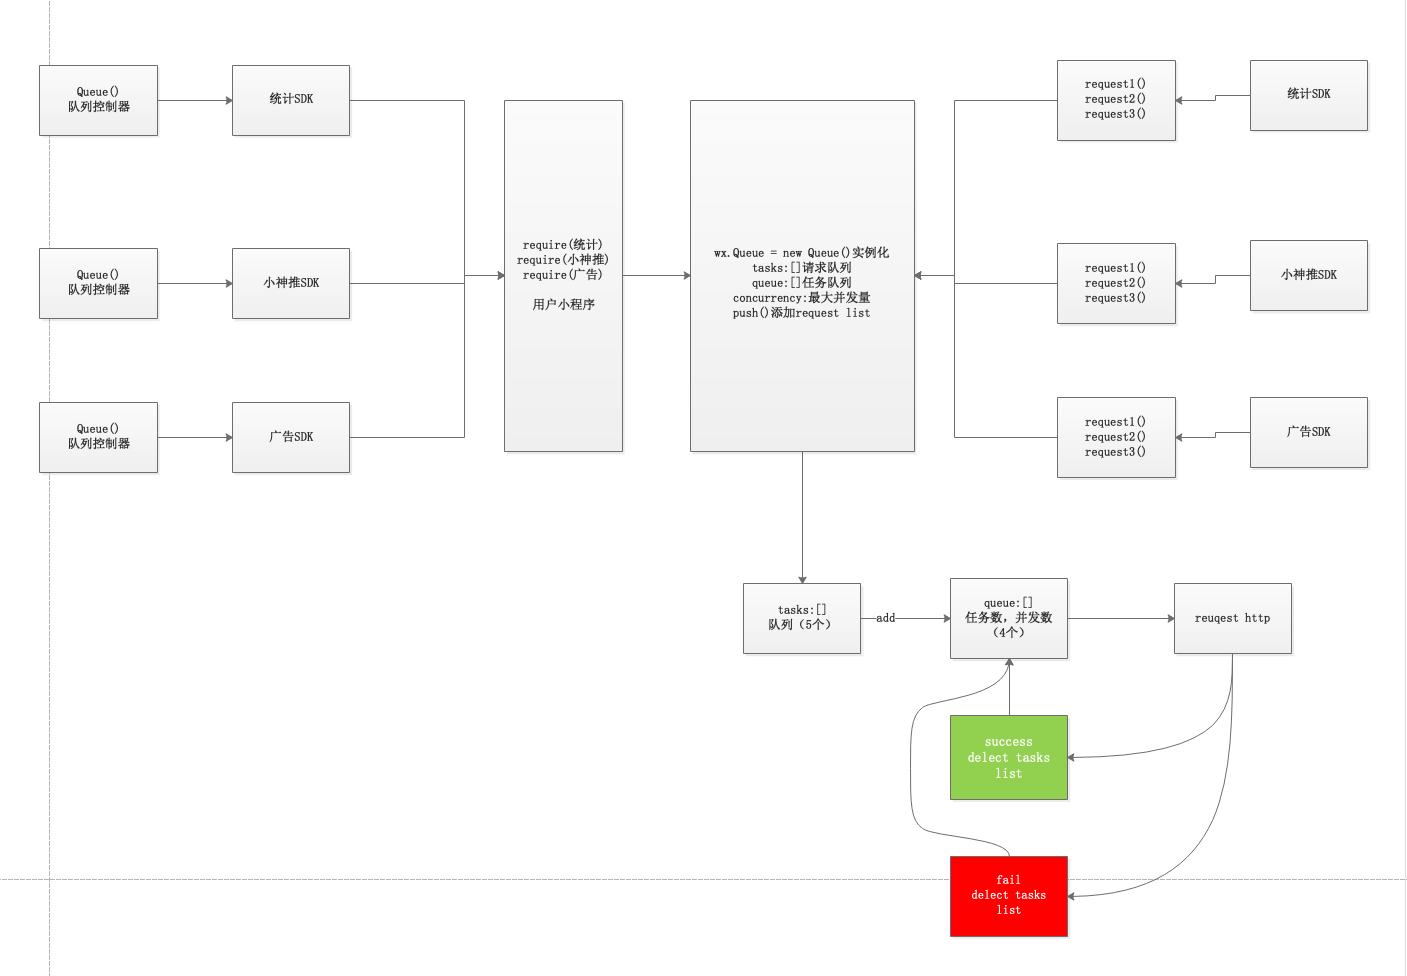 Queue()
队列控制器
统计SDK
Queue()
队列控制器
小神推SDK
Queue()
队列控制器
广告SDK
require(统计)
require(小神推)
require(广告)
用户小程序
wx.Queue = new Queue()实例化
tasks:[]请求队列
queue:[]任务队列
concurrency:最大并发量
push()添加request list
request1()
request2()
request3()
统计SDK
request1()
request2()
request3()
小神推SDK
request1()
request2()
request3()
广告SDK
tasks:[]
队列（5个）
add
queue:[]
任务数，并发数
（4个）
reuqest http
success
delect tasks
list
fail
delect tasks
list